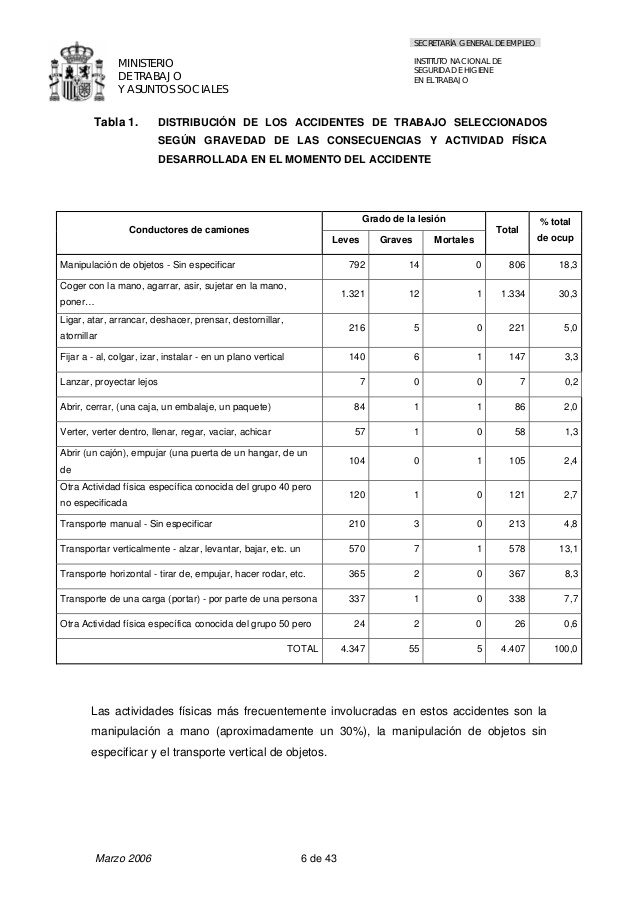 SECRETARÍA GENERAL DE EMPLEO
INSTITUTO NACIONAL DE
SEGURIDAD E HIGIENE
EN EL TRABAJO
MINISTERIO
DE TRABAJO
Y ASUNTOS SOCIALES
Tabla 1. DISTRIBUCIÓN DE LOS ACCIDENTES DE TRABAJO SELECCIONADOS
SEGÚN GRAVEDAD DE LAS CONSECUENCIAS Y ACTIVIDAD FÍSICA
DESARROLLADA EN EL MOMENTO DEL ACCIDENTE
Conductores de camiones Grado de la lesión Total % total
de ocup
Leves Graves Mortales
Manipulación de objetos - Sin especificar 792 14 0 806 18,3
Coger con la mano, agarrar, asir, sujetar en la mano,
poner… 1.321 12 1 1.334 30,3
Ligar, atar, arrancar, deshacer, prensar, destornillar,
atornillar 216 5 0 221 5,0
Fijar a - al, colgar, izar, instalar - en un plano vertical 140 6 1 147 3,3
Lanzar, proyectar lejos 7 0 0 7 0,2
Abrir, cerrar, (una caja, un embalaje, un paquete) 84 1 1 86 2,0
Verter, verter dentro, llenar, regar, vaciar, achicar 57 1 0 58 1,3
Abrir (un cajón), empujar (una puerta de un hangar, de un
de 104 0 1 105 2,4
Otra Actividad física específica conocida del grupo 40 pero
no especificada 120 1 0 121 2,7
Transporte manual - Sin especificar 210 3 0 213 4,8
Transportar verticalmente - alzar, levantar, bajar, etc. un 570 7 1 578 13,1
Transporte horizontal - tirar de, empujar, hacer rodar, etc. 365 2 0 367 8,3
Transporte de una carga (portar) - por parte de una persona 337 1 0 338 7,7
Otra Actividad física específica conocida del grupo 50 pero 24 2 0 26 0,6
TOTAL 4.347 55 5 4.407 100,0
Las actividades físicas más frecuentemente involucradas en estos accidentes son la
manipulación a mano (aproximadamente un 30%), la manipulación de objetos sin
especificar y el transporte vertical de objetos.
Marzo 2006 6 de 43